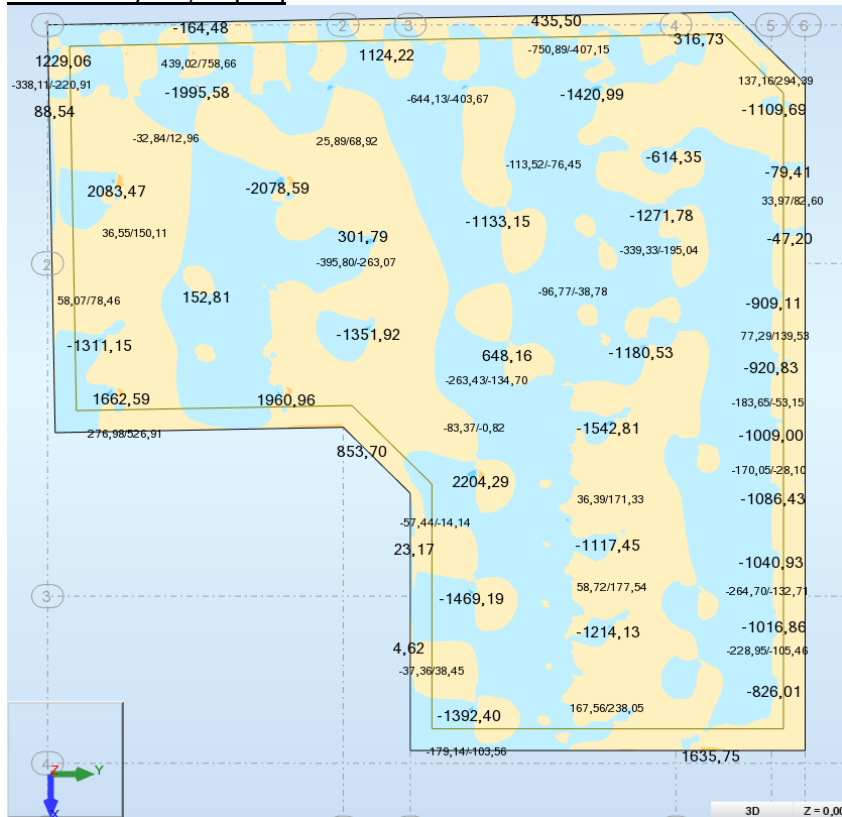 1 2 3 4 5 6
-164,48 435,50
316,73
1229,06 439,02/758,66 1124,22 -750,89/-407,15
-338,11/-220,91 -1995,58 -644,13/-403,67 -1420,99 137,16/294,39
88,54 -1109,69
-32,84/12,96 25,89/68,92
-113,52/-76,45 -614,35
-79,41
2083,47 -2078,59
33,97/82,60
-1133,15 -1271,78
36,55/150,11 301,79 -47,20
-339,33/-195,04
2 -395,80/-263,07
58,07/78,46 152,81 -96,77/-38,78
-909,11
-1351,92 77,29/139,53
-1311,15 648,16 -1180,53
-920,83
-263,43/-134,70
1662,59 1960,96 -183,65/-53,15
276,98/526,91 -83,37/-0,82 -1542,81 -1009,00
853,70
-170,05/-28,10
2204,29
36,39/171,33 -1086,43
-57,44/-14,14
23,17 -1117,45
-1040,93
58,72/177,54 -264,70/-132,71
3 -1469,19
-1214,13 -1016,86
4,62 -228,95/-105,46
-37,36/38,45
-826,01
167,56/238,05
-1392,40
-179,14/-103,56 1635,75
4
Z Y
X
3D Z = 0,00